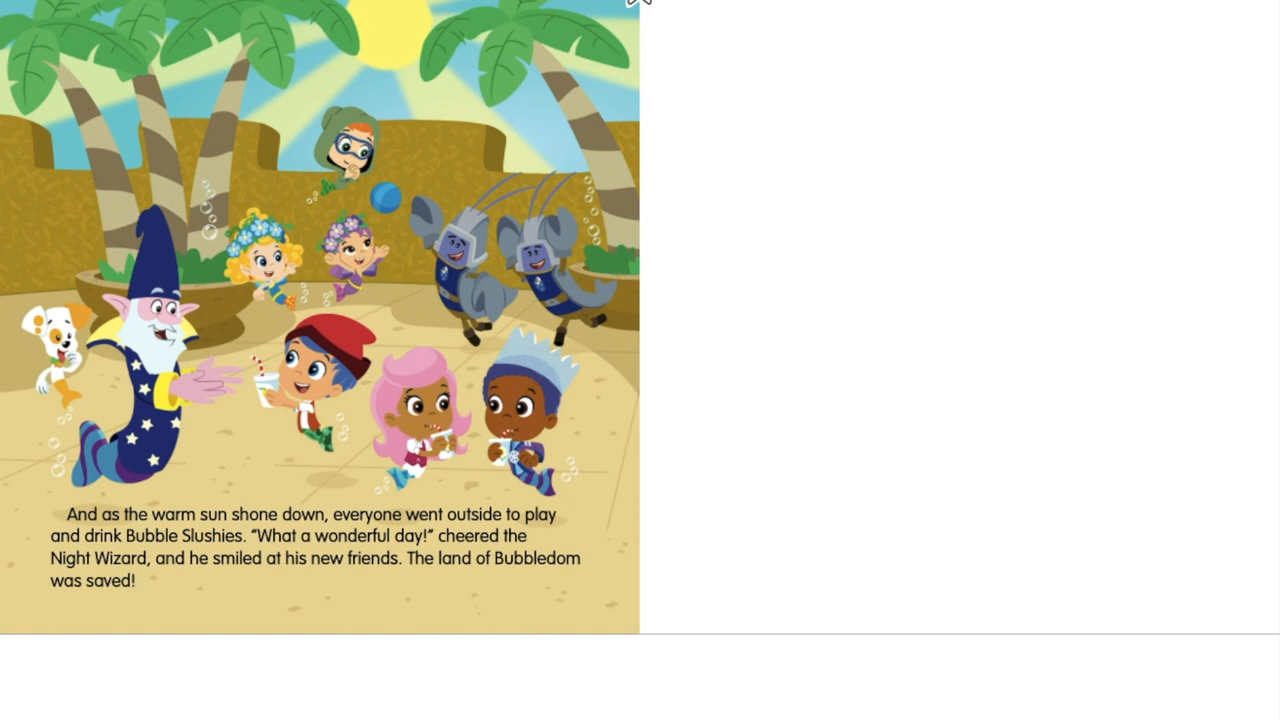 And as the warm sun shone down, everyone went outside to play
and drink Bubble Slushies. “What a wonderful day!” cheered the
Night Wizard, and he smiled at his new friends. The land of Bubbledom
was saved!